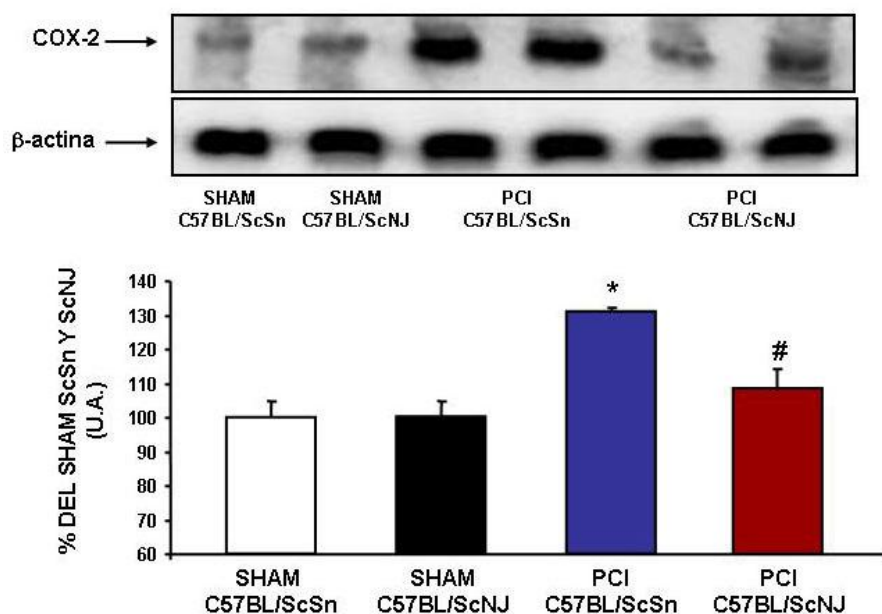 COX-2
β-actina
SHAM SHAM PCI PCI
C57BL/ScSn C57BL/ScNJ C57BL/ScSn C57BL/ScNJ
% DEL SHAM ScSn Y ScNJ
(U.A.)
140
130
120
110
100
90
80
70
60
*
#
SHAM SHAM PCI PCI
C57BL/ScSn C57BL/ScNJ C57BL/ScSn C57BL/ScNJ